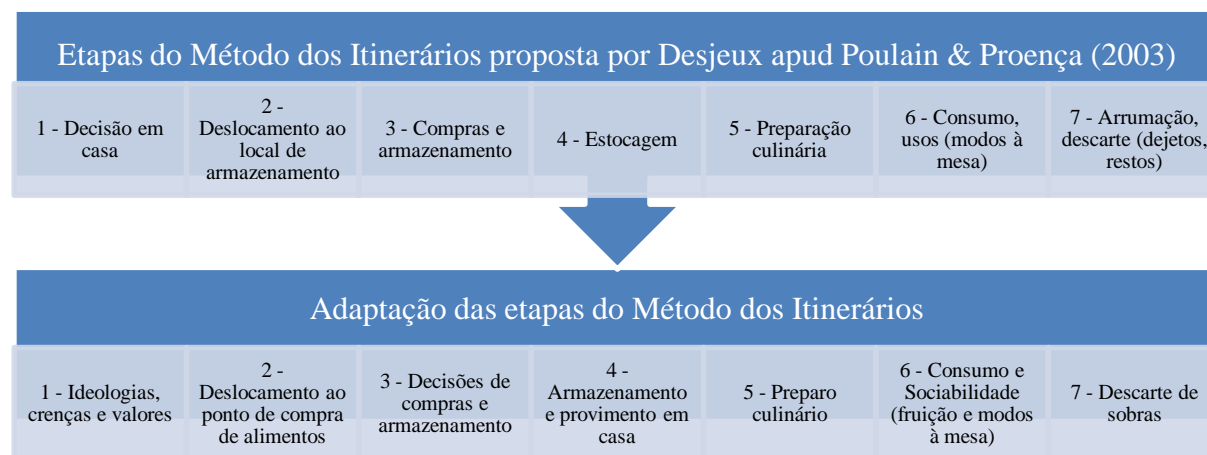 Etapas do Método dos Itinerários proposta por Desjeux apud Poulain & Proença (2003)
1 - Decisão em
casa
2 -
Deslocamento ao
local de
armazenamento
3 - Compras e
armazenamento
4 - Estocagem
5 - Preparação
culinária
6 - Consumo,
usos (modos à
mesa)
7 - Arrumação,
descarte (dejetos,
restos)
Adaptação das etapas do Método dos Itinerários
1 - Ideologias,
crenças e valores
2 -
Deslocamento ao
ponto de compra
de alimentos
3 - Decisões de
compras e
armazenamento
4 -
Armazenamento
e provimento em
casa
5 - Preparo
culinário
6 - Consumo e
Sociabilidade
(fruição e modos
à mesa)
7 - Descarte de
sobras